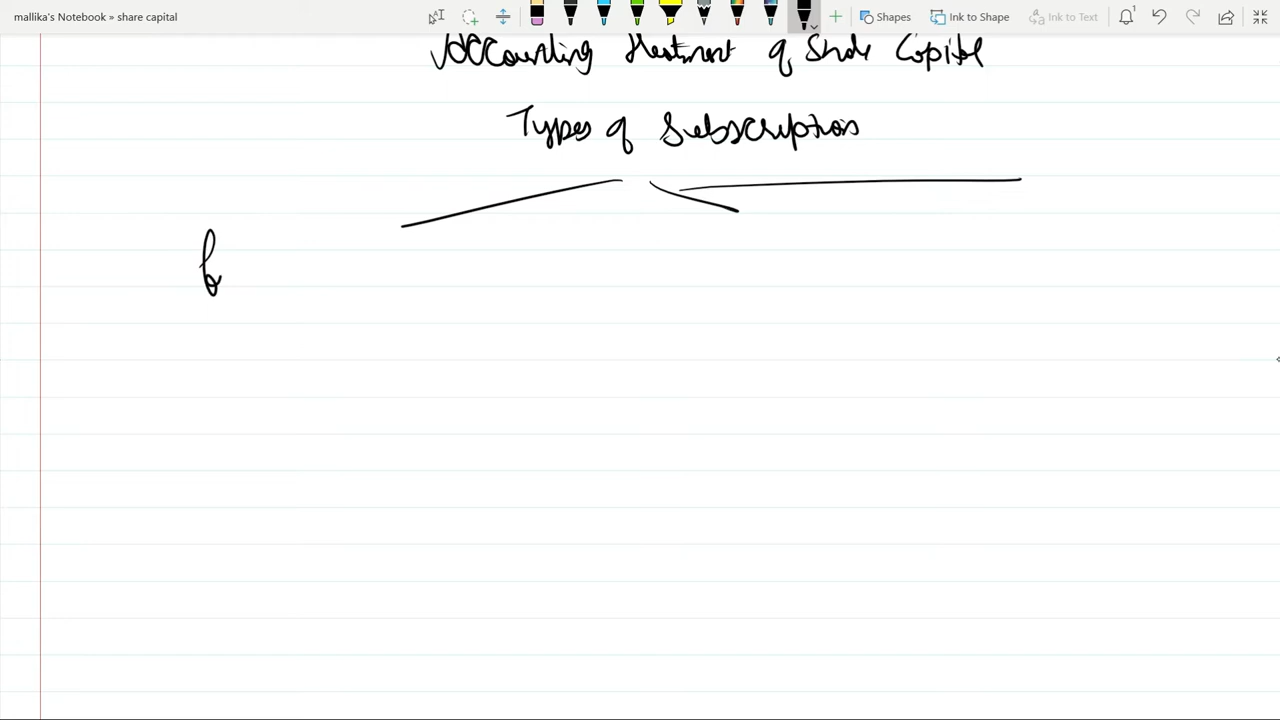 mallika's Notebook » share capital
Shapes Ink to Shape Ink to Text
Accounting Treatment of Share Capital
Types of Subscription